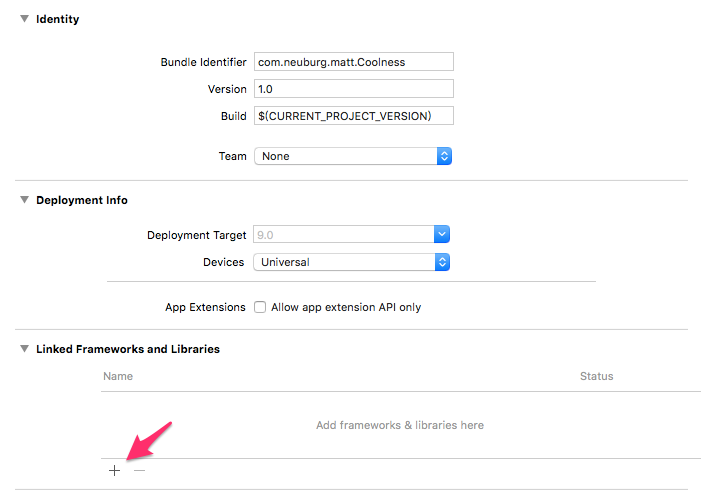 Identity
Bundle Identifier com.neuburg.matt.Coolness
Version 1.0
Build $(CURRENT_PROJECT_VERSION)
Team None
Deployment Info
Deployment Target 9.0
Devices Universal
App Extensions Allow app extension API only
Linked Frameworks and Libraries
Name Status
Add frameworks & libraries here